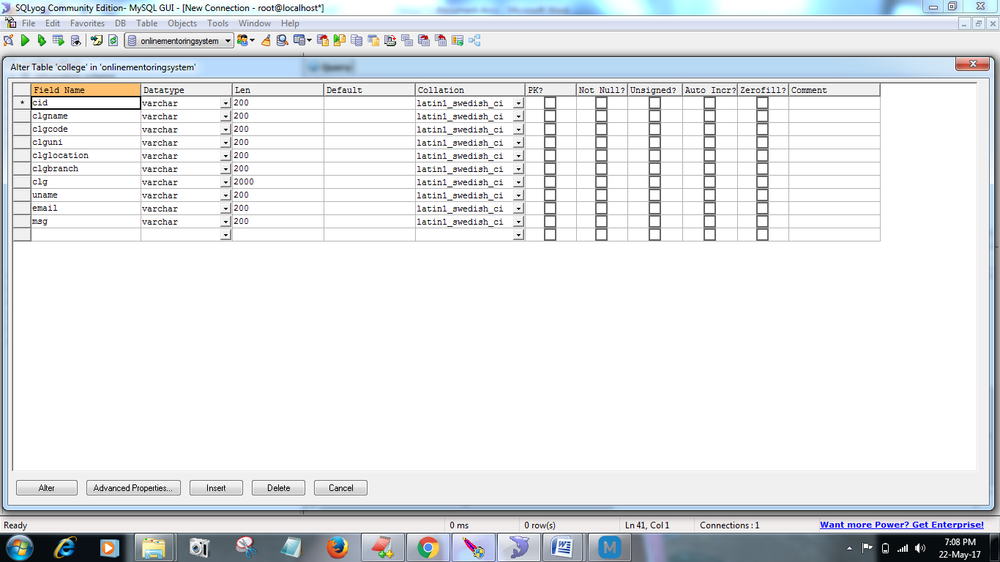 SQLyog Community Edition- MySQL GUI - [New Connection - root@localhost*]
File Edit Favorites DB Table Objects Tools Window Help
onlinementoringsystem
Alter Table 'college' in 'onlinementoringsystem'
Field Name Datatype Len Default Collation PK? Not Null? Unsigned? Auto Incr? Zerofill? Comment
* cid varchar 200 latin1_swedish_ci
clgname varchar 200 latin1_swedish_ci
clgcode varchar 200 latin1_swedish_ci
clguni varchar 200 latin1_swedish_ci
clglocation varchar 200 latin1_swedish_ci
clgbranch varchar 200 latin1_swedish_ci
clg varchar 2000 latin1_swedish_ci
uname varchar 200 latin1_swedish_ci
email varchar 200 latin1_swedish_ci
msg varchar 200 latin1_swedish_ci
Alter Advanced Properties... Insert Delete Cancel
Ready 0 ms 0 row(s) Ln 41, Col 1 Connections : 1 Want more Power? Get Enterprise!
7:08 PM
22-May-17